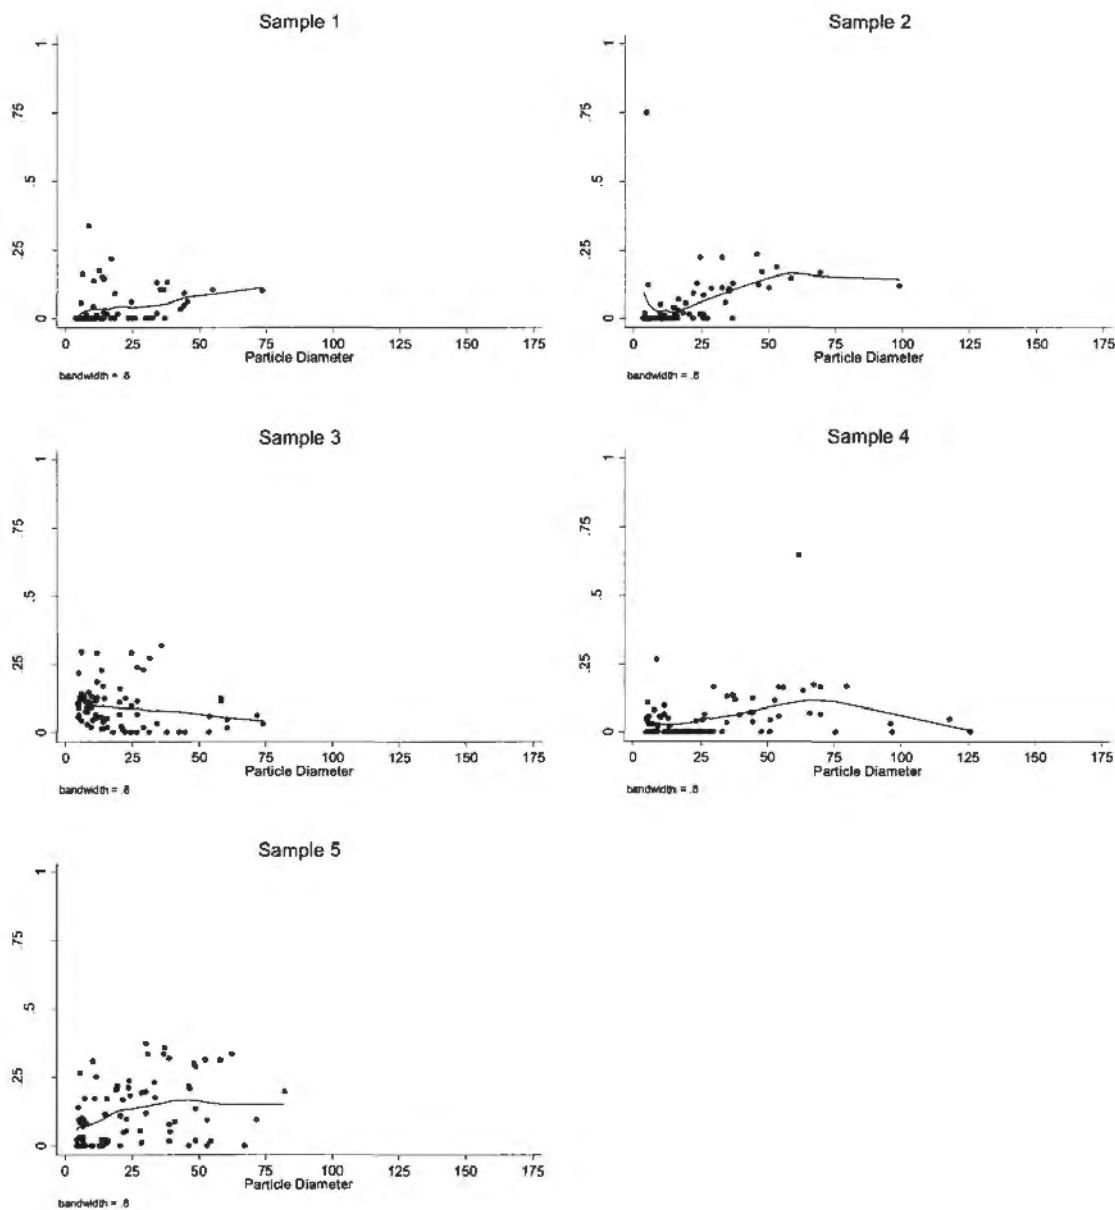 Sample 1
1
.75
.5
.25
0
0 25 50 75 100 125 150 175
Particle Diameter
bandwidth = .8
Sample 2
1
.75
.5
.25
0
0 25 50 75 100 125 150 175
Particle Diameter
bandwidth = .8
Sample 3
1
.75
.5
.25
0
0 25 50 75 100 125 150 175
Particle Diameter
bandwidth = .8
Sample 4
1
.75
.5
.25
0
0 25 50 75 100 125 150 175
Particle Diameter
bandwidth = .8
Sample 5
1
.75
.5
.25
0
0 25 50 75 100 125 150 175
Particle Diameter
bandwidth = .8